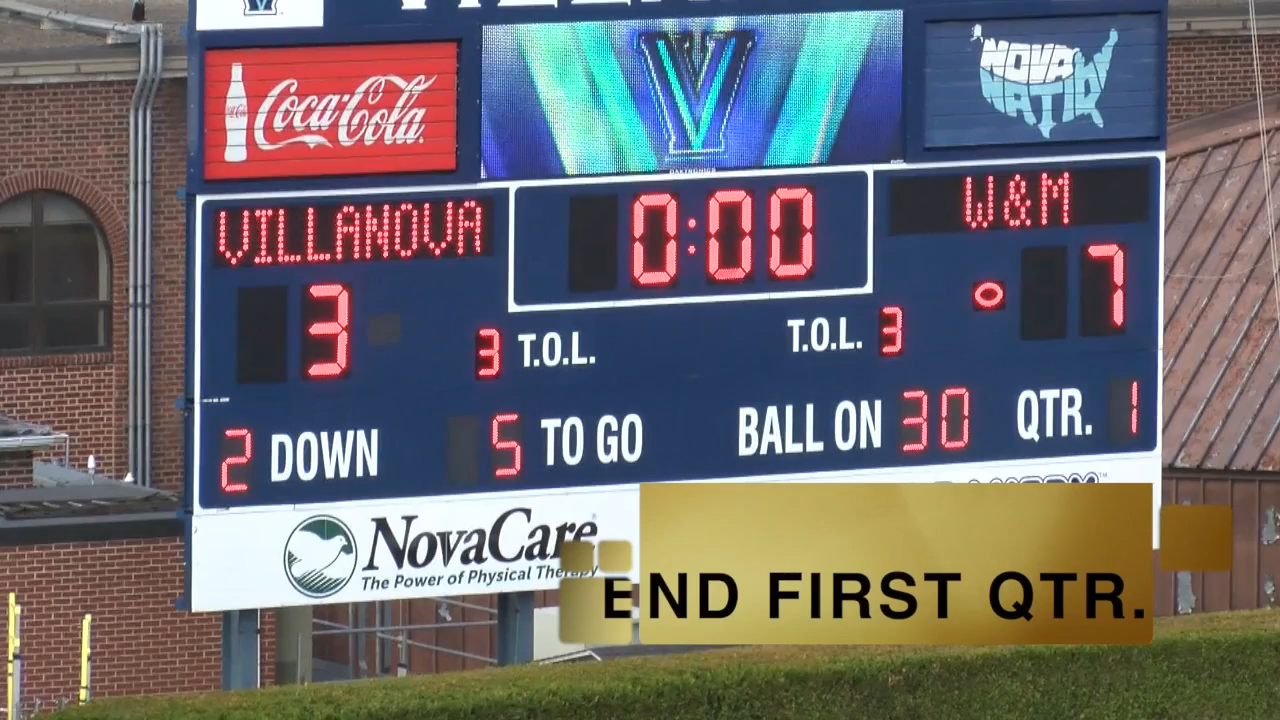 Coca-Cola
V
NOVA
NATION
VILLANOVA
0:00
W&M
3
7
3 T.O.L.
T.O.L. 3
2 DOWN
5 TO GO
BALL ON 30
QTR. 1
NovaCare
The Power of Physical Therapy
END FIRST QTR.